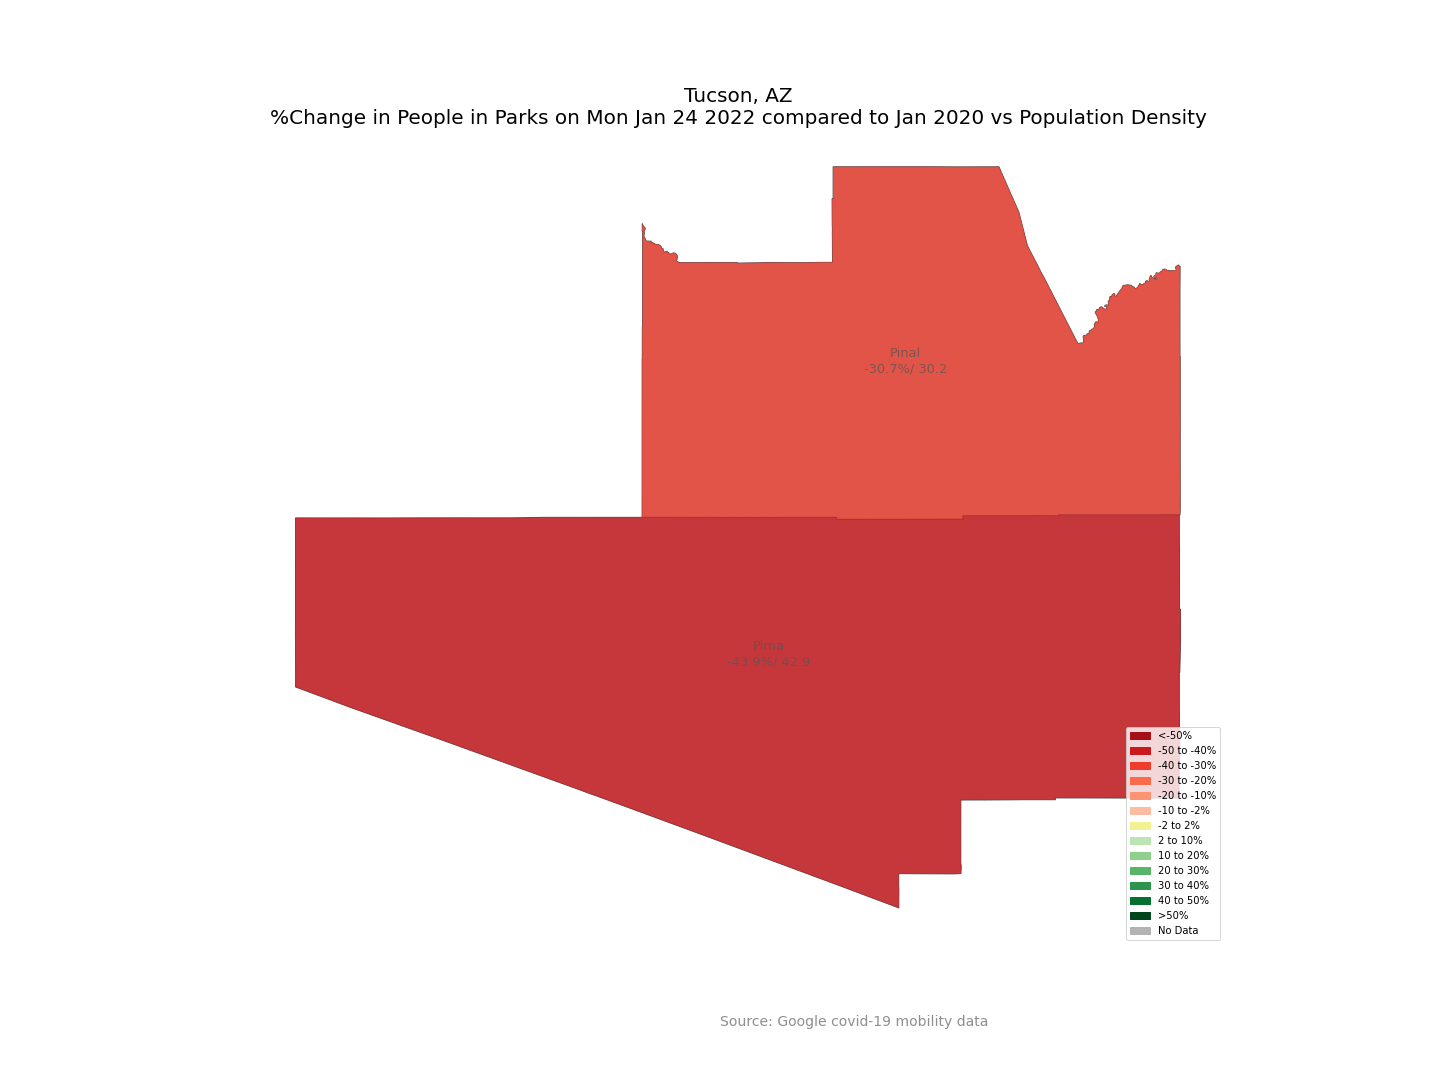 Tucson, AZ
%Change in People in Parks on Mon Jan 24 2022 compared to Jan 2020 vs Population Density
Pinal
-30.7%/ 30.2
Pima
-43.9%/ 42.9
<-50%
-50 to -40%
-40 to -30%
-30 to -20%
-20 to -10%
-10 to -2%
-2 to 2%
2 to 10%
10 to 20%
20 to 30%
30 to 40%
40 to 50%
>50%
No Data
Source: Google covid-19 mobility data